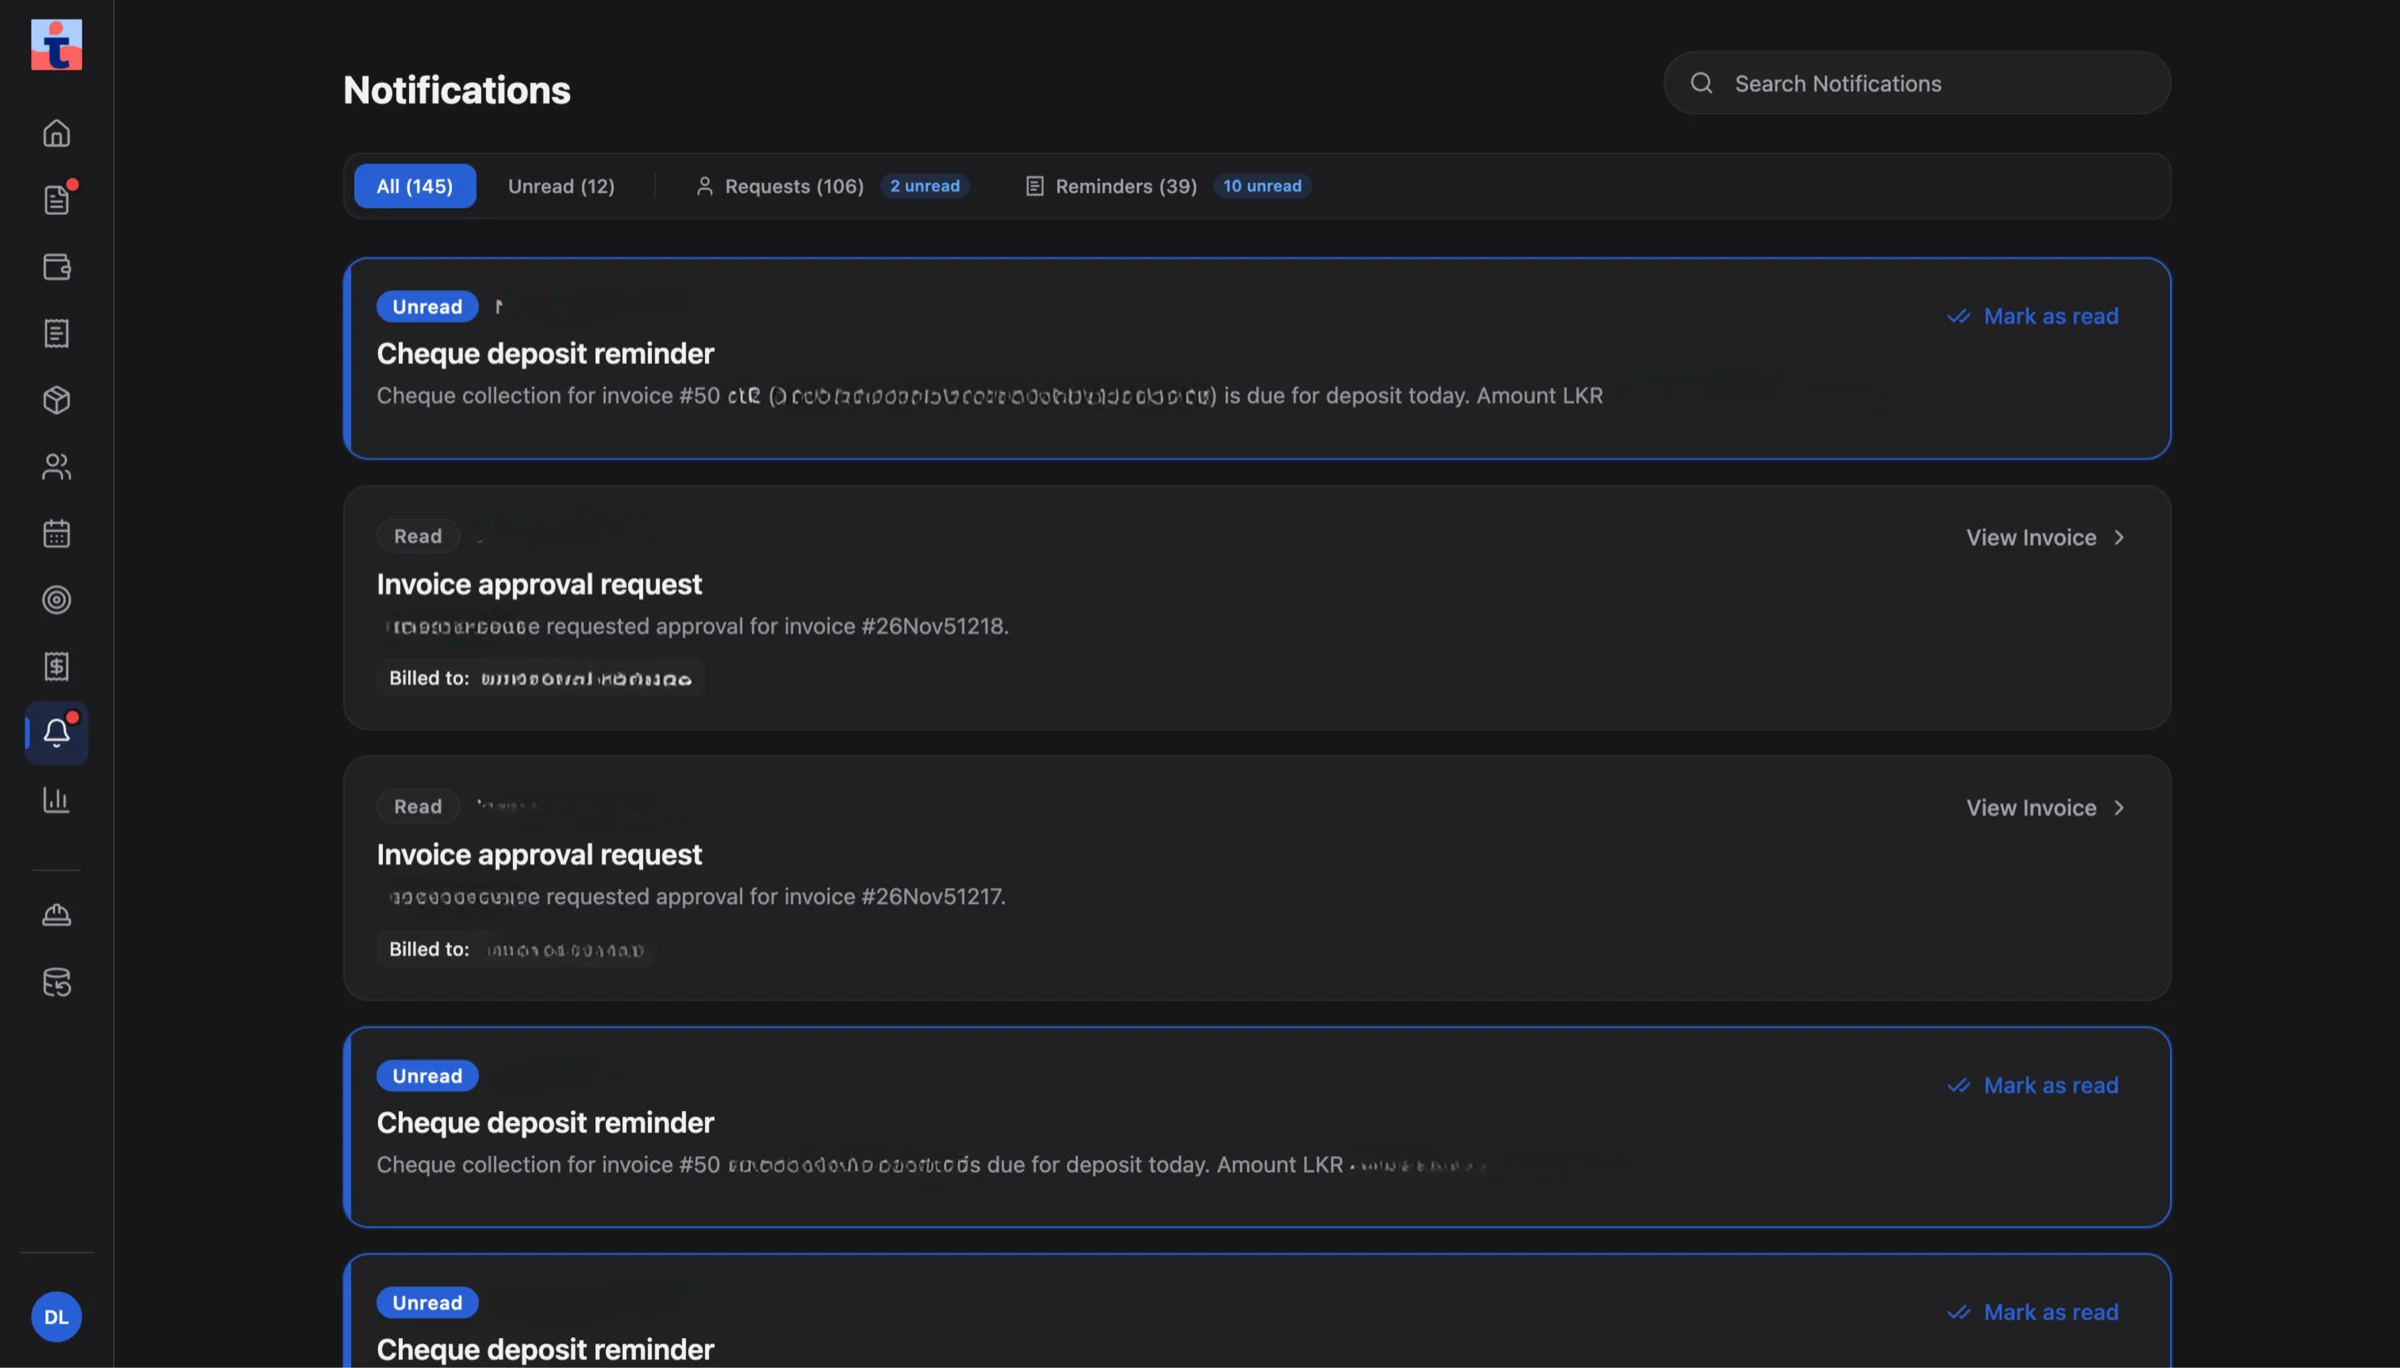 Notifications
Search Notifications
All (145)
Unread (12)
Requests (106)
2 unread
Reminders (39)
10 unread
Unread
Mark as read
Cheque deposit reminder
Cheque collection for invoice #50 is due for deposit today. Amount LKR
Read
View Invoice
Invoice approval request
requested approval for invoice #26Nov51218.
Billed to:
Read
View Invoice
Invoice approval request
requested approval for invoice #26Nov51217.
Billed to:
Unread
Mark as read
Cheque deposit reminder
Cheque collection for invoice #50 is due for deposit today. Amount LKR
Unread
Mark as read
Cheque deposit reminder
DL